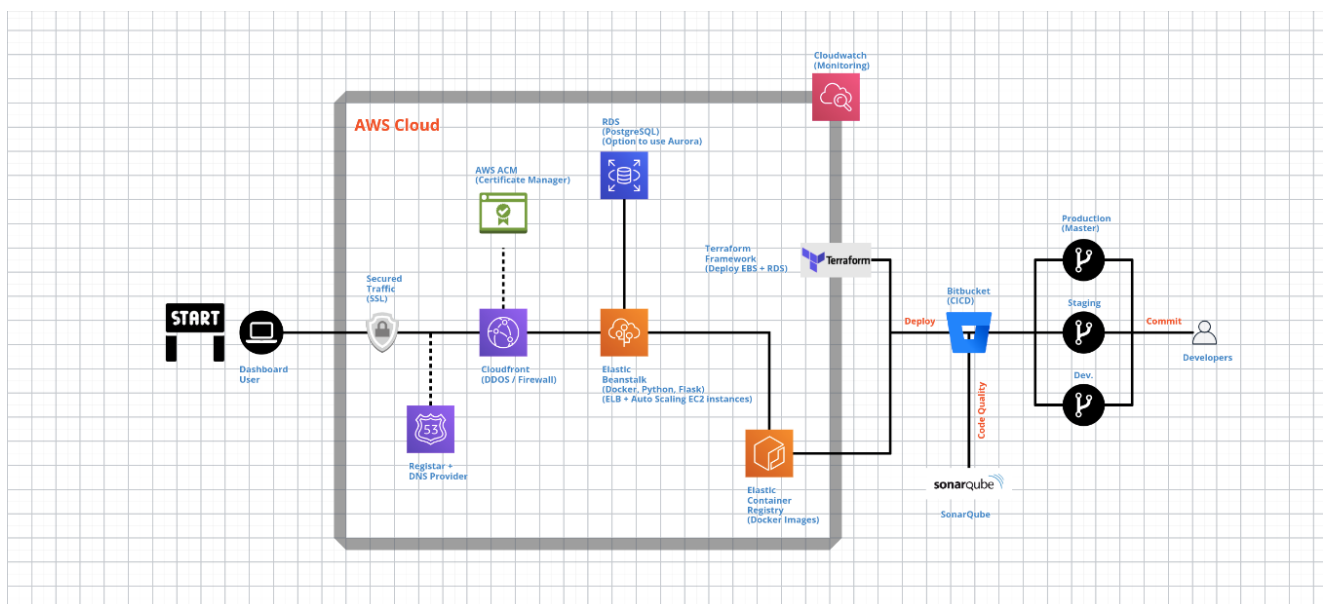 Cloudwatch
(Monitoring)
AWS Cloud
RDS
(PostgreSQL)
(Option to use Aurora)
AWS ACM
(Certificate Manager)
Terraform
Framework
(Deploy EBS + RDS)
Terraform
Production
(Master)
Secured
Traffic
(SSL)
START
Bitbucket
(CICD)
Staging
Deploy
Commit
Dashboard
User
Cloudfront
(DDOS / Firewall)
Elastic
Beanstalk
(Docker, Python, Flask)
(ELB + Auto Scaling EC2 instances)
Developers
Dev.
Code Quality
53
Registar +
DNS Provider
Elastic
Container
Registry
(Docker Images)
sonarqube
SonarQube